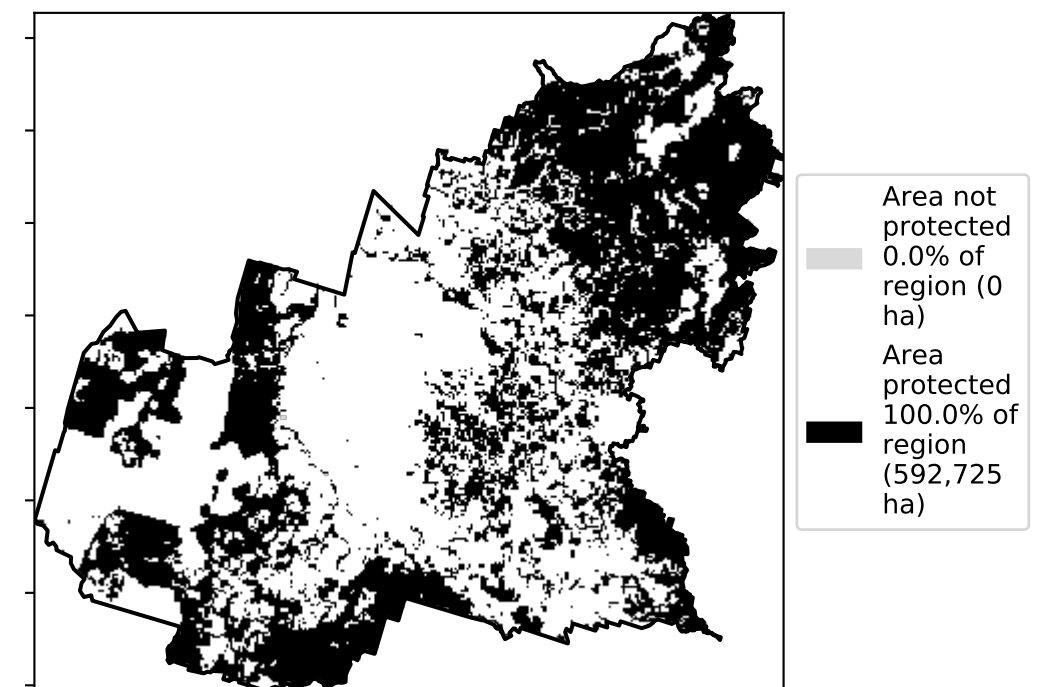 Area not
protected
0.0% of
region (0
ha)
Area
protected
100.0% of
region
(592,725
ha)